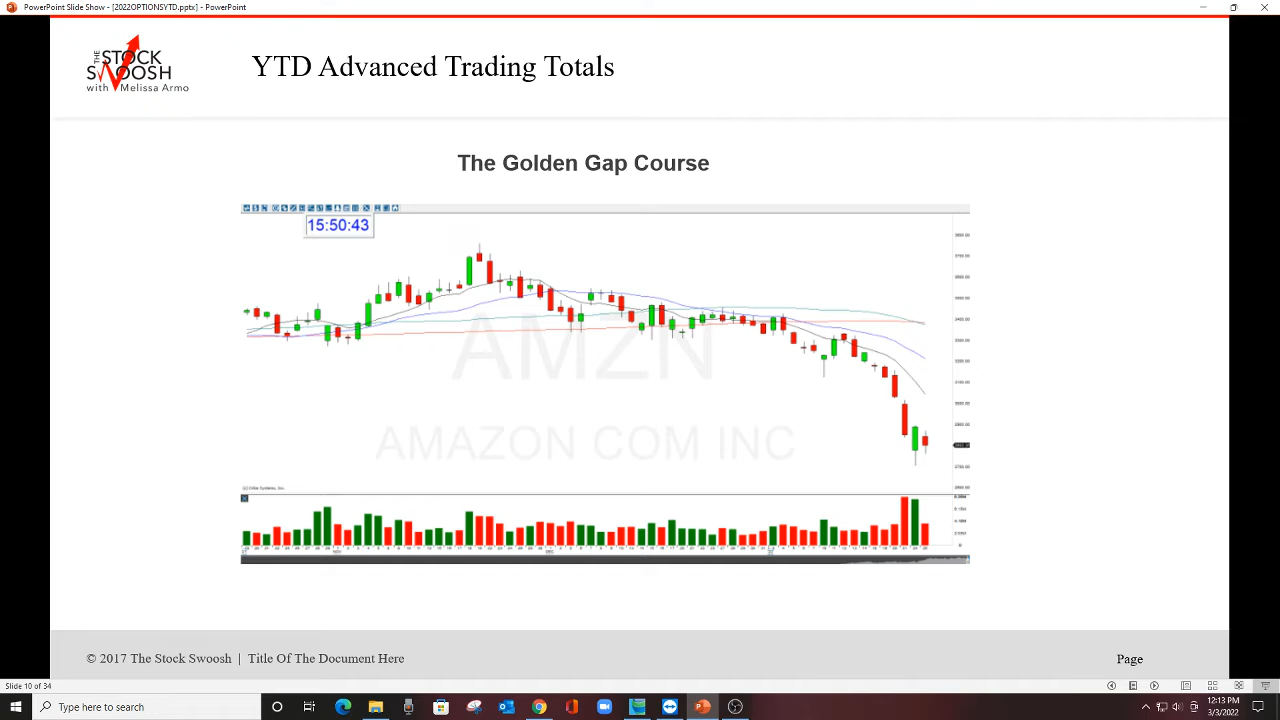 PowerPoint Slide Show - [2022OPTIONSYTD.pptx] - PowerPoint
THE
STOCK
SWOOSH
with Melissa Armo
YTD Advanced Trading Totals
The Golden Gap Course
15:50:43
AMZN
AMAZON COM INC
NOV
DEC
© 2017 The Stock Swoosh | Title Of The Document Here
Page
Slide 10 of 34
Type here to search
12:13 PM
3/3/2022